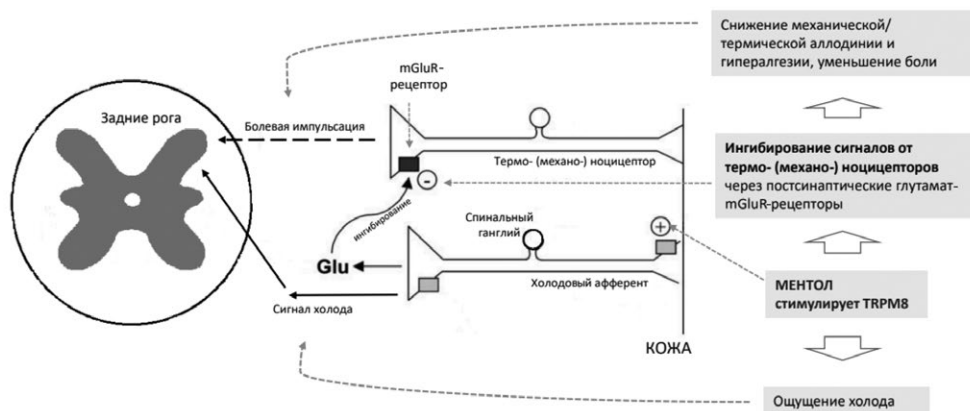 Снижение механической/
термической аллодинии и
гипералгезии, уменьшение боли
mGluR-
рецептор
Задние рога
Болевая импульсация
Термо- (механо-) ноцицептор
Ингибирование сигналов от
термо- (механо-) ноцицепторов
через постсинаптические глутамат-
mGluR-рецепторы
-
ингибирование
Спинальный
ганглий
+
Glu
Холодовый афферент
Сигнал холода
МЕНТОЛ
стимулирует TRPM8
КОЖА
Ощущение холода